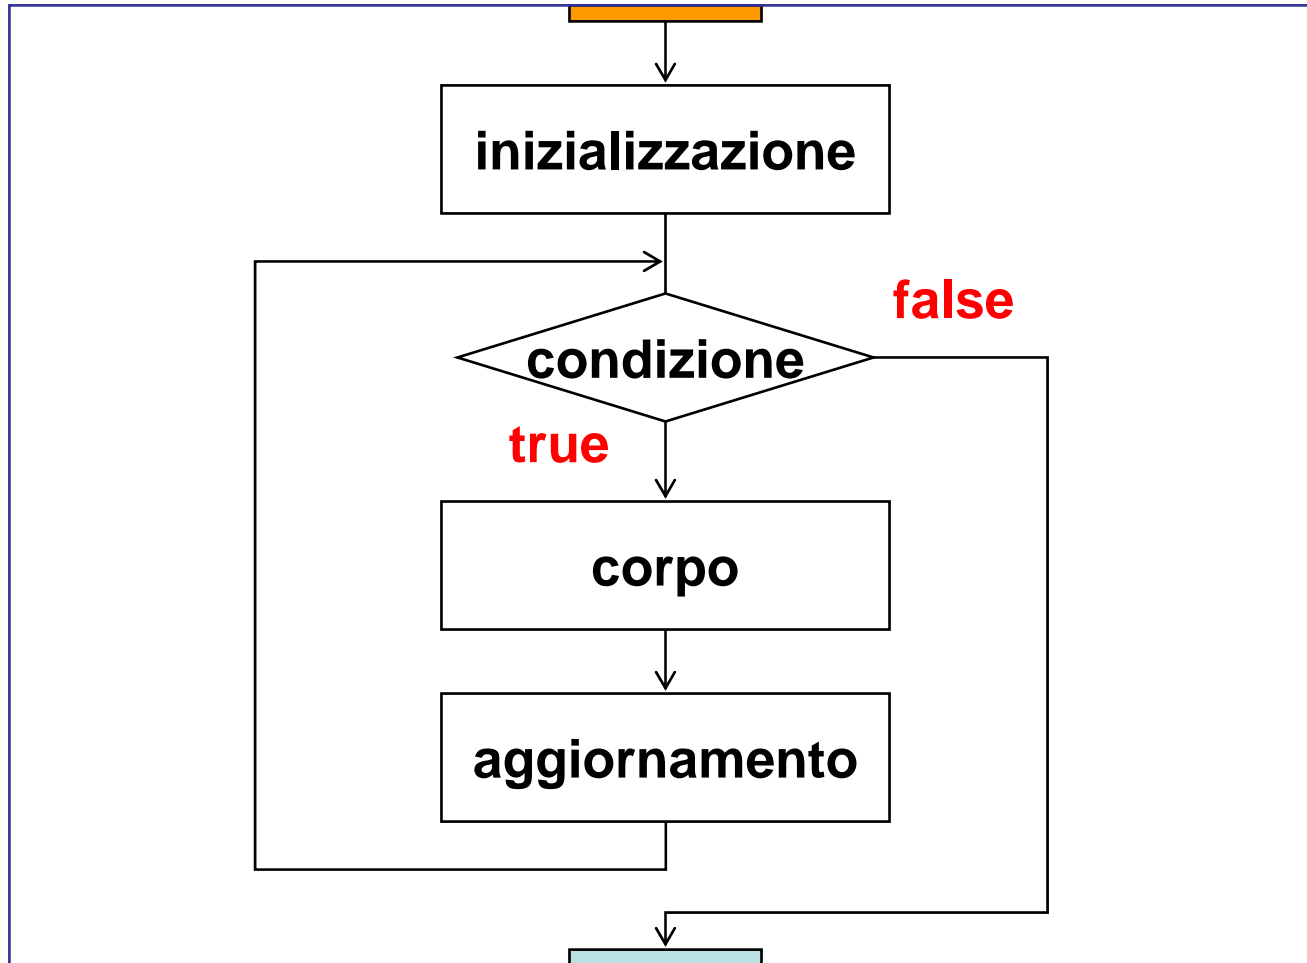 inizializzazione
false
condizione
true
corpo
aggiornamento